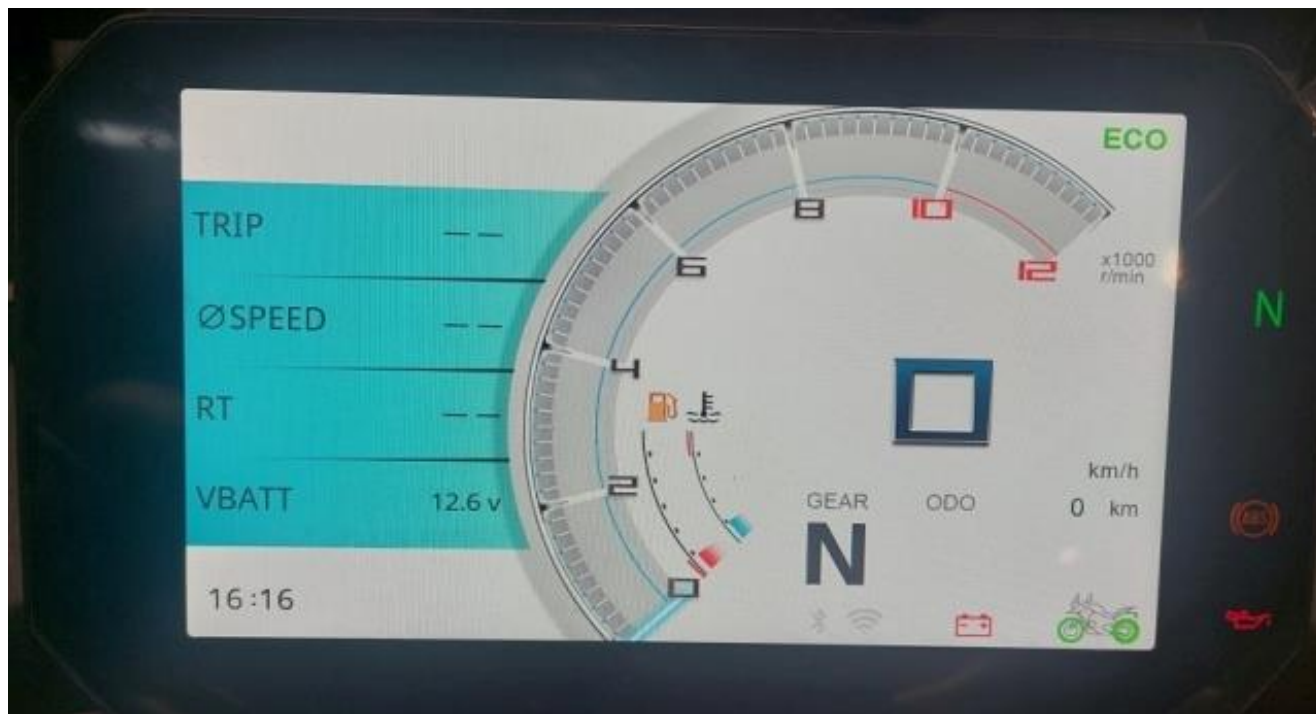 ECO
TRIP -- --
ØSPEED -- --
RT -- --
VBATT 12.6 v
16:16
0
2
4
6
8
10
12
x1000
r/min
0
km/h
GEAR
N
ODO
0 km
N
ABS